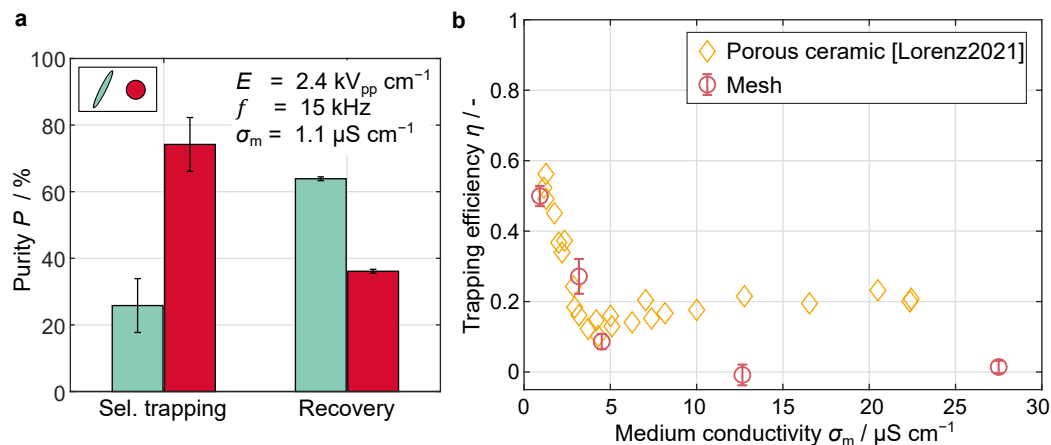 a
Purity P / %
100
80
60
40
20
0
E = 2.4 kVpp cm⁻¹
f = 15 kHz
σm = 1.1 µS cm⁻¹
Sel. trapping
Recovery
b
Trapping efficiency η / -
1
0.8
0.6
0.4
0.2
0
Porous ceramic [Lorenz2021]
Mesh
0
5
10
15
20
25
30
Medium conductivity σm / µS cm⁻¹